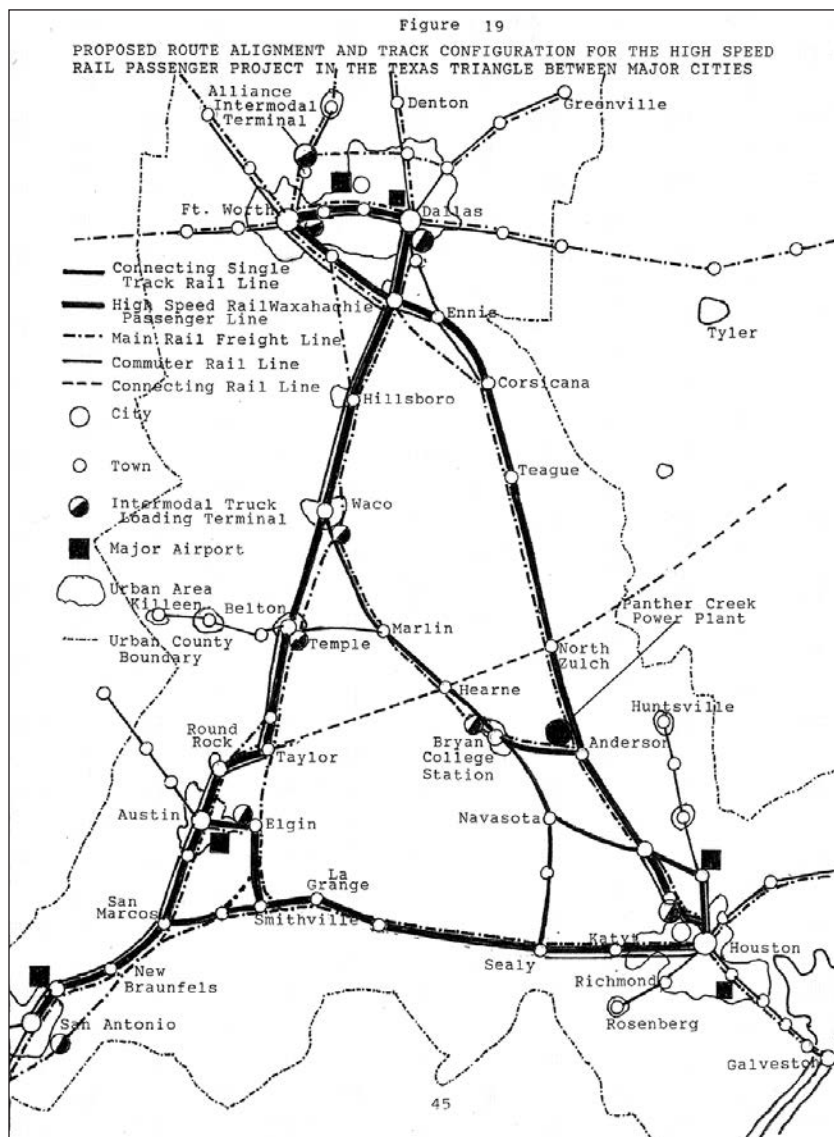 Figure 19
PROPOSED ROUTE ALIGNMENT AND TRACK CONFIGURATION FOR THE HIGH SPEED
RAIL PASSENGER PROJECT IN THE TEXAS TRIANGLE BETWEEN MAJOR CITIES
Alliance
Intermodal
Terminal
Denton
Greenville
Ft. Worth
Dallas
Connecting Single
Track Rail Line
High Speed Rail
Passenger Line
Waxahachie
Ennis
Main Rail Freight Line
Tyler
Commuter Rail Line
Connecting Rail Line
Corsicana
Hillsboro
City
Town
Teague
Intermodal Truck
Loading Terminal
Waco
Major Airport
Urban Area
Killeen
Belton
Panther Creek
Power Plant
Temple
Marlin
Urban County
Boundary
North
Zulch
Hearne
Huntsville
Round
Rock
Taylor
Bryan
College
Station
Anderson
Austin
Elgin
Navasota
La
Grange
San
Marcos
Smithville
Katy
Sealy
Houston
New
Braunfels
Richmond
San Antonio
Rosenberg
Galveston
45